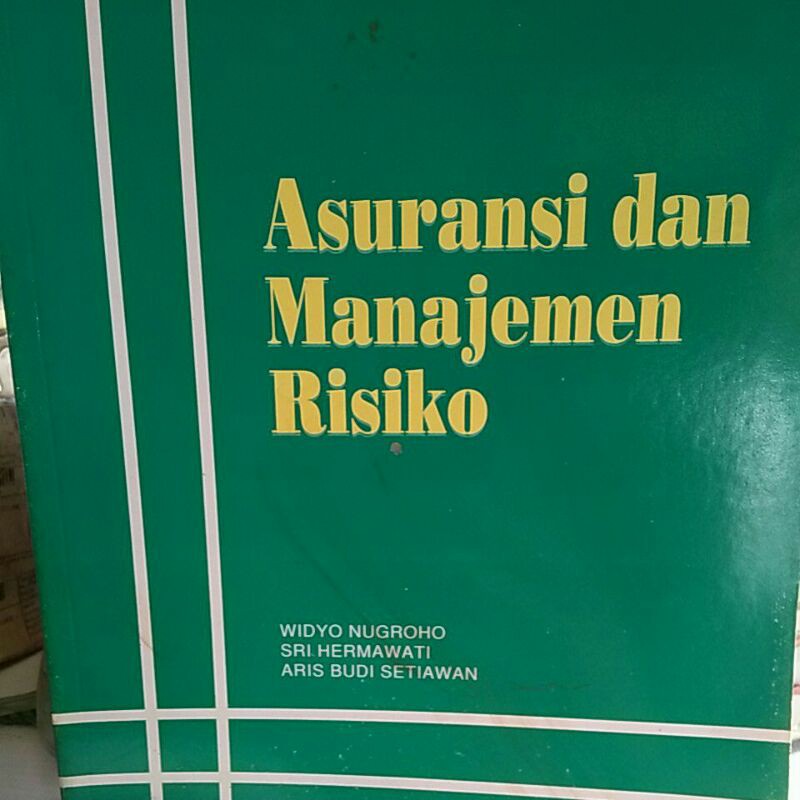 Asuransi dan
Manajemen
Risiko
WIDYO NUGROHO
SRI HERMAWATI
ARIS BUDI SETIAWAN